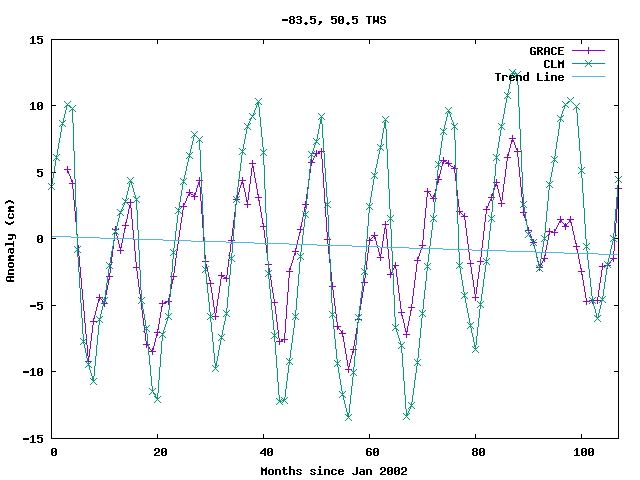 -83.5, 50.5 TWS
15
10
5
0
-5
-10
-15
Anomaly (cm)
GRACE
CLM
Trend Line
0 20 40 60 80 100
Months since Jan 2002